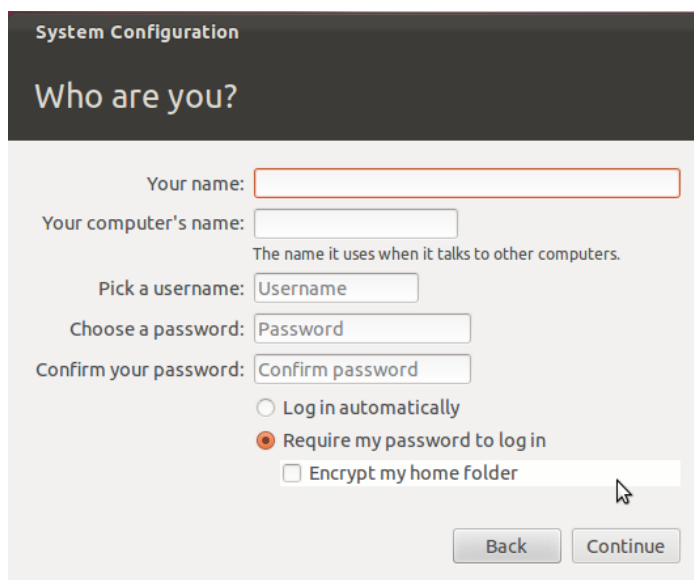 System Configuration
Who are you?
Your name:
Your computer's name:
The name it uses when it talks to other computers.
Pick a username: Username
Choose a password: Password
Confirm your password: Confirm password
Log in automatically
Require my password to log in
Encrypt my home folder
Back Continue